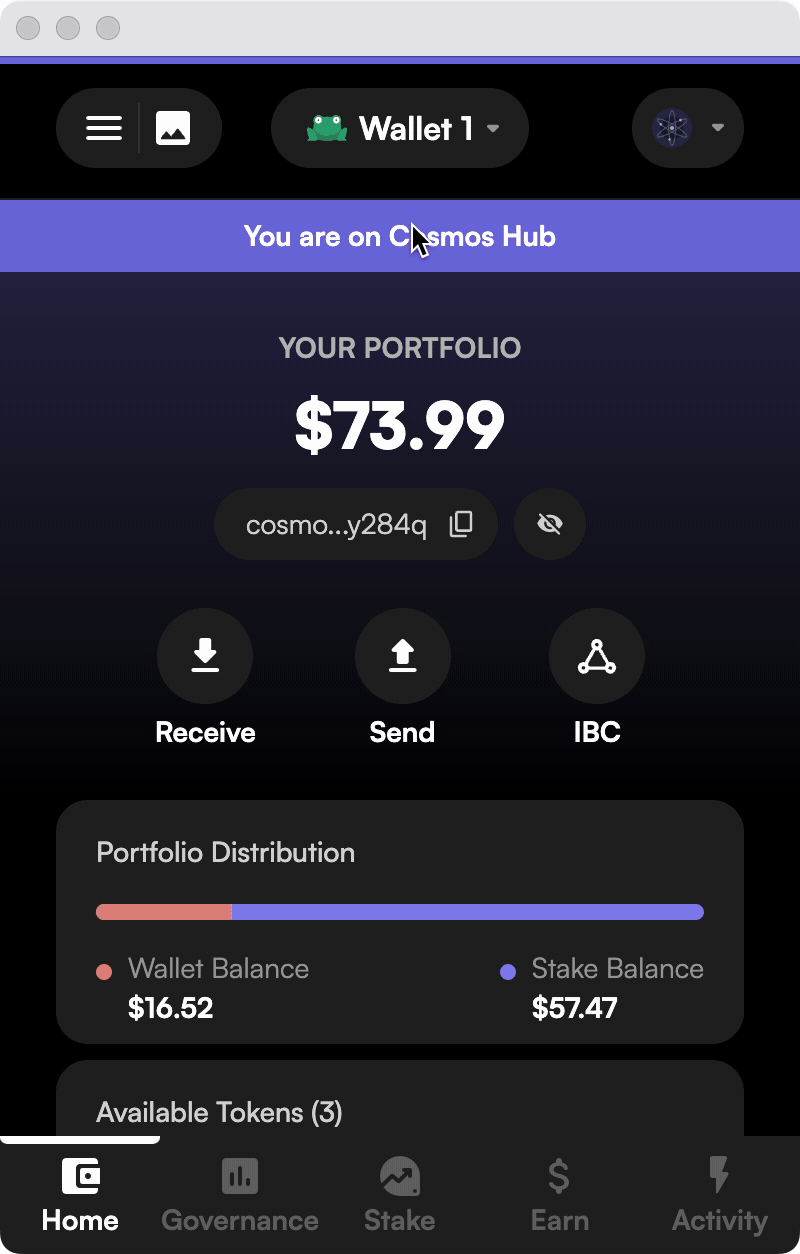 Wallet 1
You are on Cosmos Hub
YOUR PORTFOLIO
$73.99
cosmo...y284q
Receive Send IBC
Portfolio Distribution
Wallet Balance Stake Balance
$16.52 $57.47
Available Tokens (3)
Home Governance Stake Earn Activity